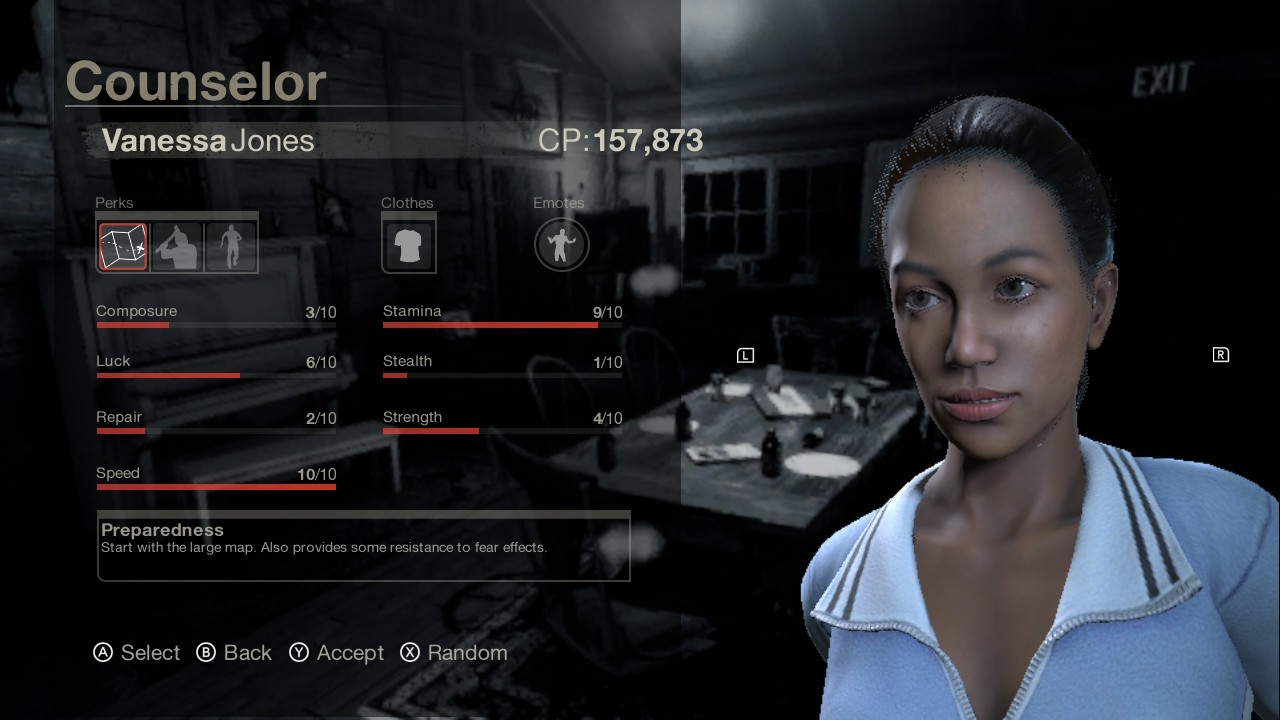 Counselor
EXIT
Vanessa Jones CP:157,873
Perks Clothes Emotes
Composure 3/10 Stamina 9/10
L R
Luck 6/10 Stealth 1/10
Repair 2/10 Strength 4/10
Speed 10/10
Preparedness
Start with the large map. Also provides some resistance to fear effects.
A Select B Back Y Accept X Random